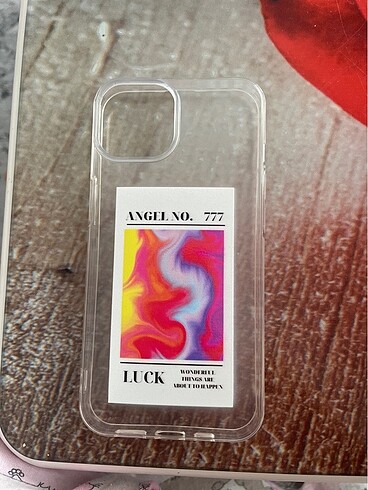 ANGEL NO. 777
LUCK
WONDERFUL
THINGS ARE
ABOUT TO HAPPEN